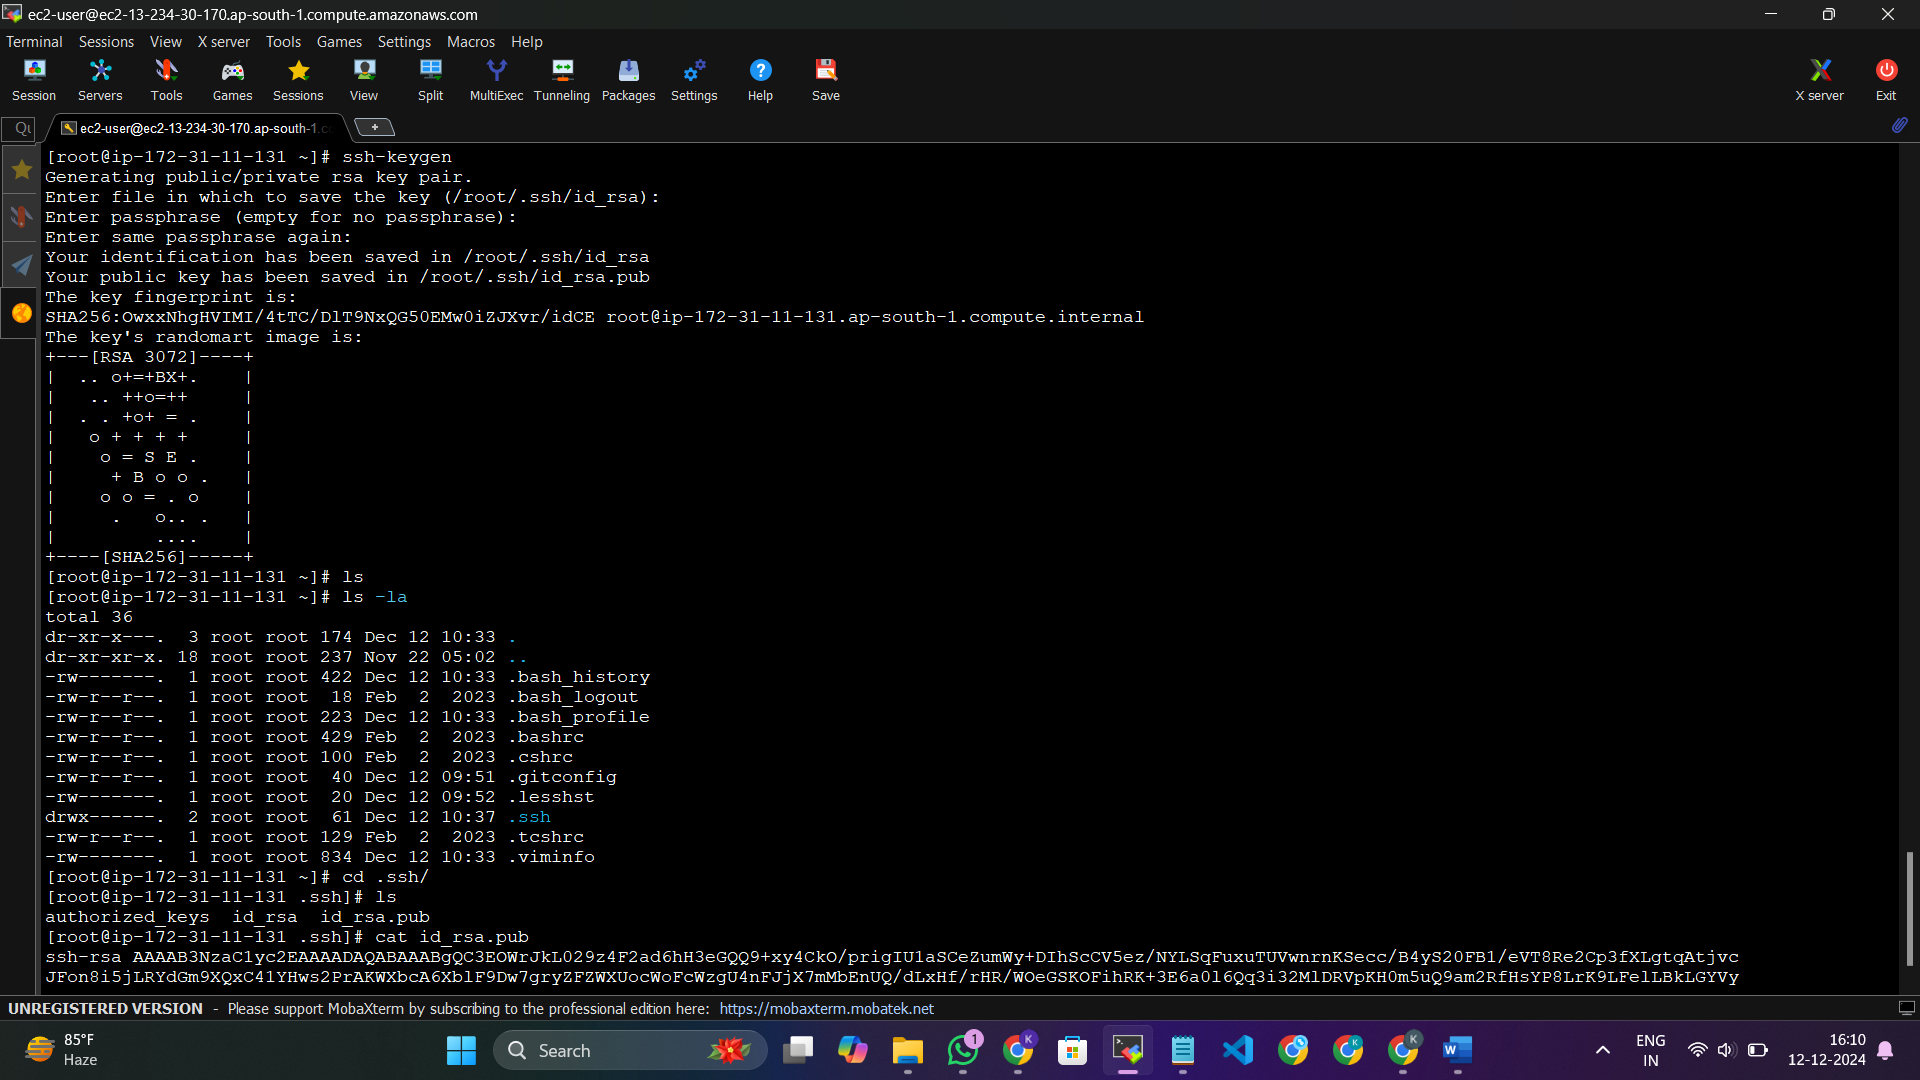 ec2-user@ec2-13-234-30-170.ap-south-1.compute.amazonaws.com
Terminal Sessions View X server Tools Games Settings Macros Help
Session Servers Tools Games Sessions View Split MultiExec Tunneling Packages Settings Help Save X server Exit
ec2-user@ec2-13-234-30-170.ap-south-1.c
[root@ip-172-31-11-131 ~]# ssh-keygen
Generating public/private rsa key pair.
Enter file in which to save the key (/root/.ssh/id_rsa):
Enter passphrase (empty for no passphrase):
Enter same passphrase again:
Your identification has been saved in /root/.ssh/id_rsa
Your public key has been saved in /root/.ssh/id_rsa.pub
The key fingerprint is:
SHA256:OwxxNhgHVIMI/4tTC/DlT9NxQG50EMw0iZJXvr/idCE root@ip-172-31-11-131.ap-south-1.compute.internal
The key's randomart image is:
+---[RSA 3072]----+
|  .. o+=+BX+.    |
|   .. ++o=++     |
|  . . +o+ = .    |
|   o + + + +     |
|    o = S E .    |
|     + B o o .   |
|    o o = . o    |
|     .   o.. .   |
|         ....    |
+----[SHA256]-----+
[root@ip-172-31-11-131 ~]# ls
[root@ip-172-31-11-131 ~]# ls -la
total 36
dr-xr-x---.  3 root root 174 Dec 12 10:33 .
dr-xr-xr-x. 18 root root 237 Nov 22 05:02 ..
-rw-------.  1 root root 422 Dec 12 10:33 .bash_history
-rw-r--r--.  1 root root  18 Feb  2  2023 .bash_logout
-rw-r--r--.  1 root root 223 Dec 12 10:33 .bash_profile
-rw-r--r--.  1 root root 429 Feb  2  2023 .bashrc
-rw-r--r--.  1 root root 100 Feb  2  2023 .cshrc
-rw-r--r--.  1 root root  40 Dec 12 09:51 .gitconfig
-rw-------.  1 root root  20 Dec 12 09:52 .lesshst
drwx------.  2 root root  61 Dec 12 10:37 .ssh
-rw-r--r--.  1 root root 129 Feb  2  2023 .tcshrc
-rw-------.  1 root root 834 Dec 12 10:33 .viminfo
[root@ip-172-31-11-131 ~]# cd .ssh/
[root@ip-172-31-11-131 .ssh]# ls
authorized_keys  id_rsa  id_rsa.pub
[root@ip-172-31-11-131 .ssh]# cat id_rsa.pub
ssh-rsa AAAAB3NzaC1yc2EAAAADAQABAAABgQC3EOWrJkL029z4F2ad6hH3eGQQ9+xy4CkO/prigIU1aSCeZumWy+DIhScCV5ez/NYLSqFuxuTUVwnrnKSecc/B4yS20FB1/eVT8Re2Cp3fXLgtqAtjvc
JFon8i5jLRYdGm9XQxC41YHws2PrAKWXbcA6XblF9Dw7gryZFZWXUocWoFcWzgU4nFJjX7mMbEnUQ/dLxHf/rHR/WOeGSKOFihRK+3E6a0l6Qq3i32MlDRVpKH0m5uQ9am2RfHsYP8LrK9LFelLBkLGYVy
UNREGISTERED VERSION - Please support MobaXterm by subscribing to the professional edition here: https://mobaxterm.mobatek.net
85°F
Haze
Search
1
ENG
IN
16:10
12-12-2024